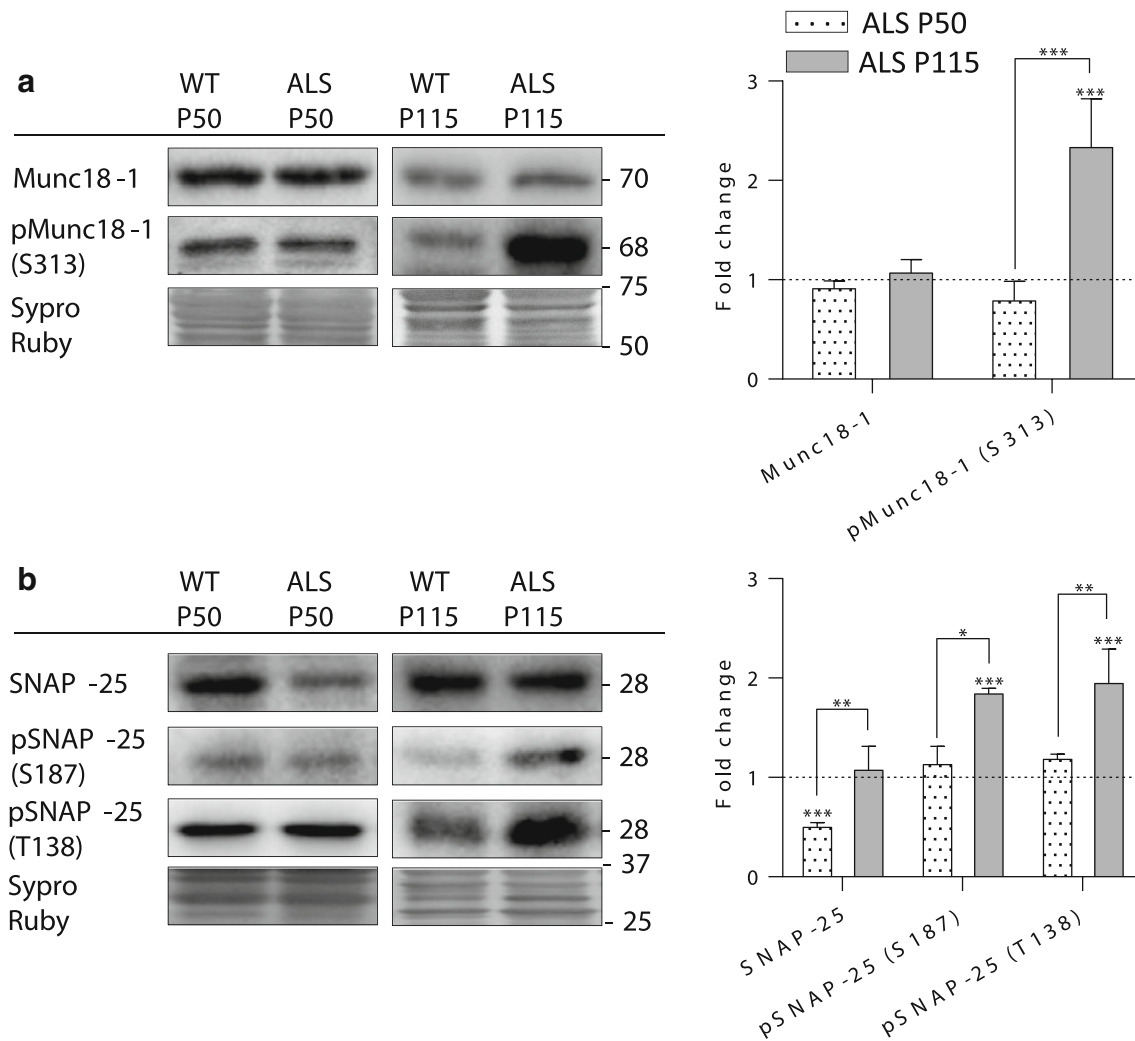 a
WT ALS WT ALS
P50 P50 P115 P115
Munc18-1
70
pMunc18-1
(S313)
68
Sypro
Ruby
75
50
ALS P50
ALS P115
Fold change
3
2
1
0
***
***
Munc18-1
pMunc18-1 (S313)
b
WT ALS WT ALS
P50 P50 P115 P115
SNAP -25
28
pSNAP -25
(S187)
28
pSNAP -25
(T138)
28
Sypro
Ruby
37
25
Fold change
3
2
1
0
***
**
*
***
**
***
SNAP-25
pSNAP-25 (S187)
pSNAP-25 (T138)